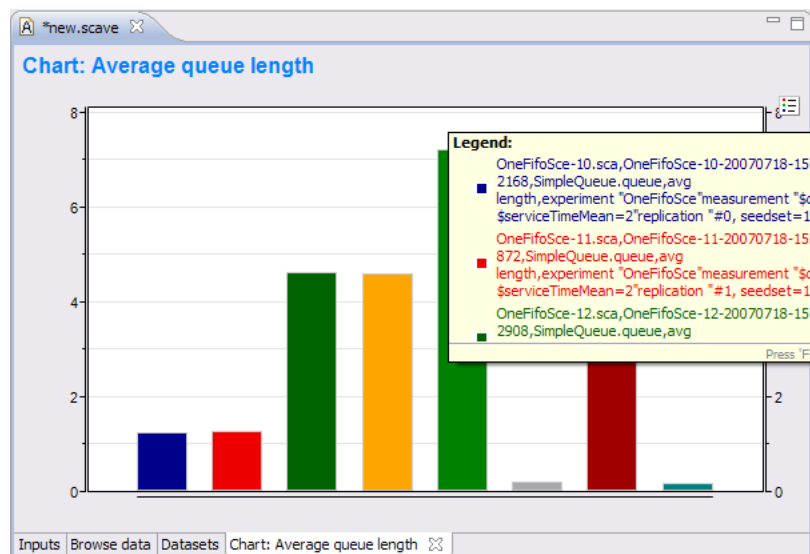 *new.scave
Chart: Average queue length
8
8
6
4
2
2
0
0
Legend:
OneFifoSce-10.sca,OneFifoSce-10-20070718-15
2168,SimpleQueue.queue,avg
length,experiment "OneFifoSce"measurement "$
$serviceTimeMean=2"replication "#0, seedset=1
OneFifoSce-11.sca,OneFifoSce-11-20070718-15
872,SimpleQueue.queue,avg
length,experiment "OneFifoSce"measurement "$
$serviceTimeMean=2"replication "#1, seedset=1
OneFifoSce-12.sca,OneFifoSce-12-20070718-15
2908,SimpleQueue.queue,avg
Press 'F
Inputs Browse data Datasets Chart: Average queue length